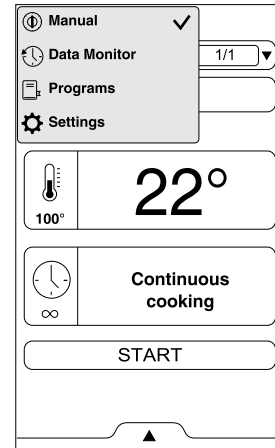 Manual
Data Monitor
1/1
Programs
Settings
100°
22°
∞
Continuous
cooking
START